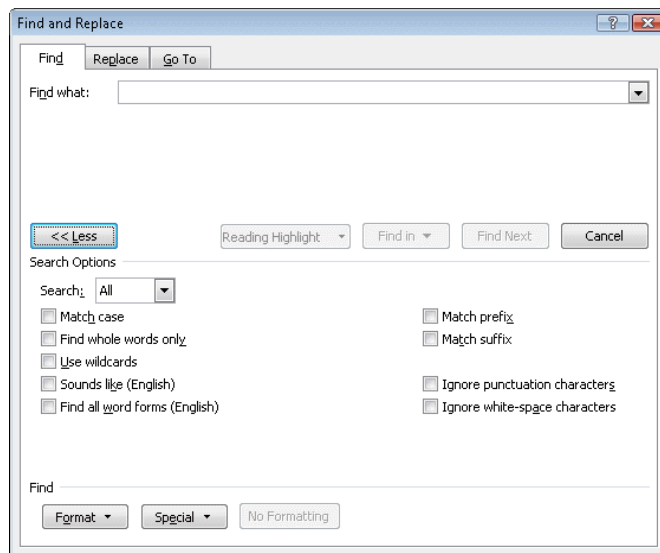 Find and Replace
Find Replace Go To
Find what:
<< Less Reading Highlight Find in Find Next Cancel
Search Options
Search: All
Match case Match prefix
Find whole words only Match suffix
Use wildcards
Sounds like (English) Ignore punctuation characters
Find all word forms (English) Ignore white-space characters
Find
Format Special No Formatting